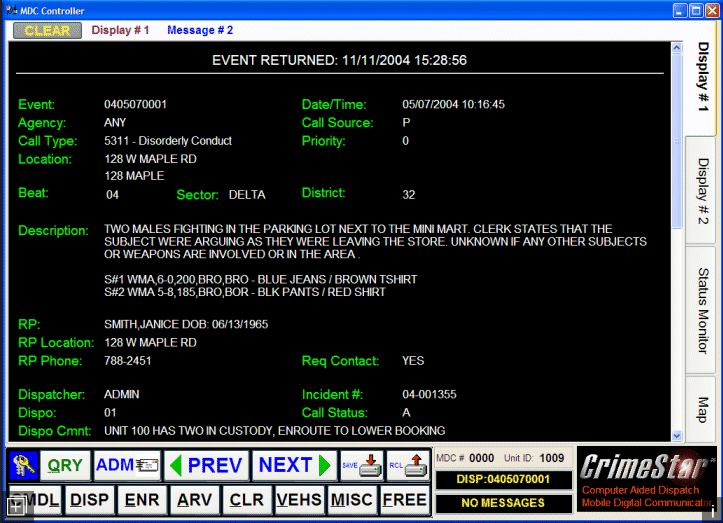 MDC Controller
CLEAR Display # 1 Message # 2
EVENT RETURNED: 11/11/2004 15:28:56
Event: 0405070001 Date/Time: 05/07/2004 10:16:45
Agency: ANY Call Source: P
Call Type: 5311 - Disorderly Conduct Priority: 0
Location: 128 W MAPLE RD
128 MAPLE
Beat: 04 Sector: DELTA District: 32
Description: TWO MALES FIGHTING IN THE PARKING LOT NEXT TO THE MINI MART. CLERK STATES THAT THE
SUBJECT WERE ARGUING AS THEY WERE LEAVING THE STORE. UNKNOWN IF ANY OTHER SUBJECTS
OR WEAPONS ARE INVOLVED OR IN THE AREA .
S#1 WMA,6-0,200,BRO,BRO - BLUE JEANS / BROWN TSHIRT
S#2 WMA 5-8,185,BRO,BOR - BLK PANTS / RED SHIRT
RP: SMITH,JANICE DOB: 06/13/1965
RP Location: 128 W MAPLE RD
RP Phone: 788-2451 Req Contact: YES
Dispatcher: ADMIN Incident #: 04-001355
Dispo: 01 Call Status: A
Dispo Cmnt: UNIT 100 HAS TWO IN CUSTODY, ENROUTE TO LOWER BOOKING
Display # 1
Display # 2
Status Monitor
Map
QRY ADM PREV NEXT SAVE RCL
MDC # 0000 Unit ID: 1009
DISP:0405070001
NO MESSAGES
MDL DISP ENR ARV CLR VEHS MISC FREE
CrimeStar
Computer Aided Dispatch
Mobile Digital Communicator